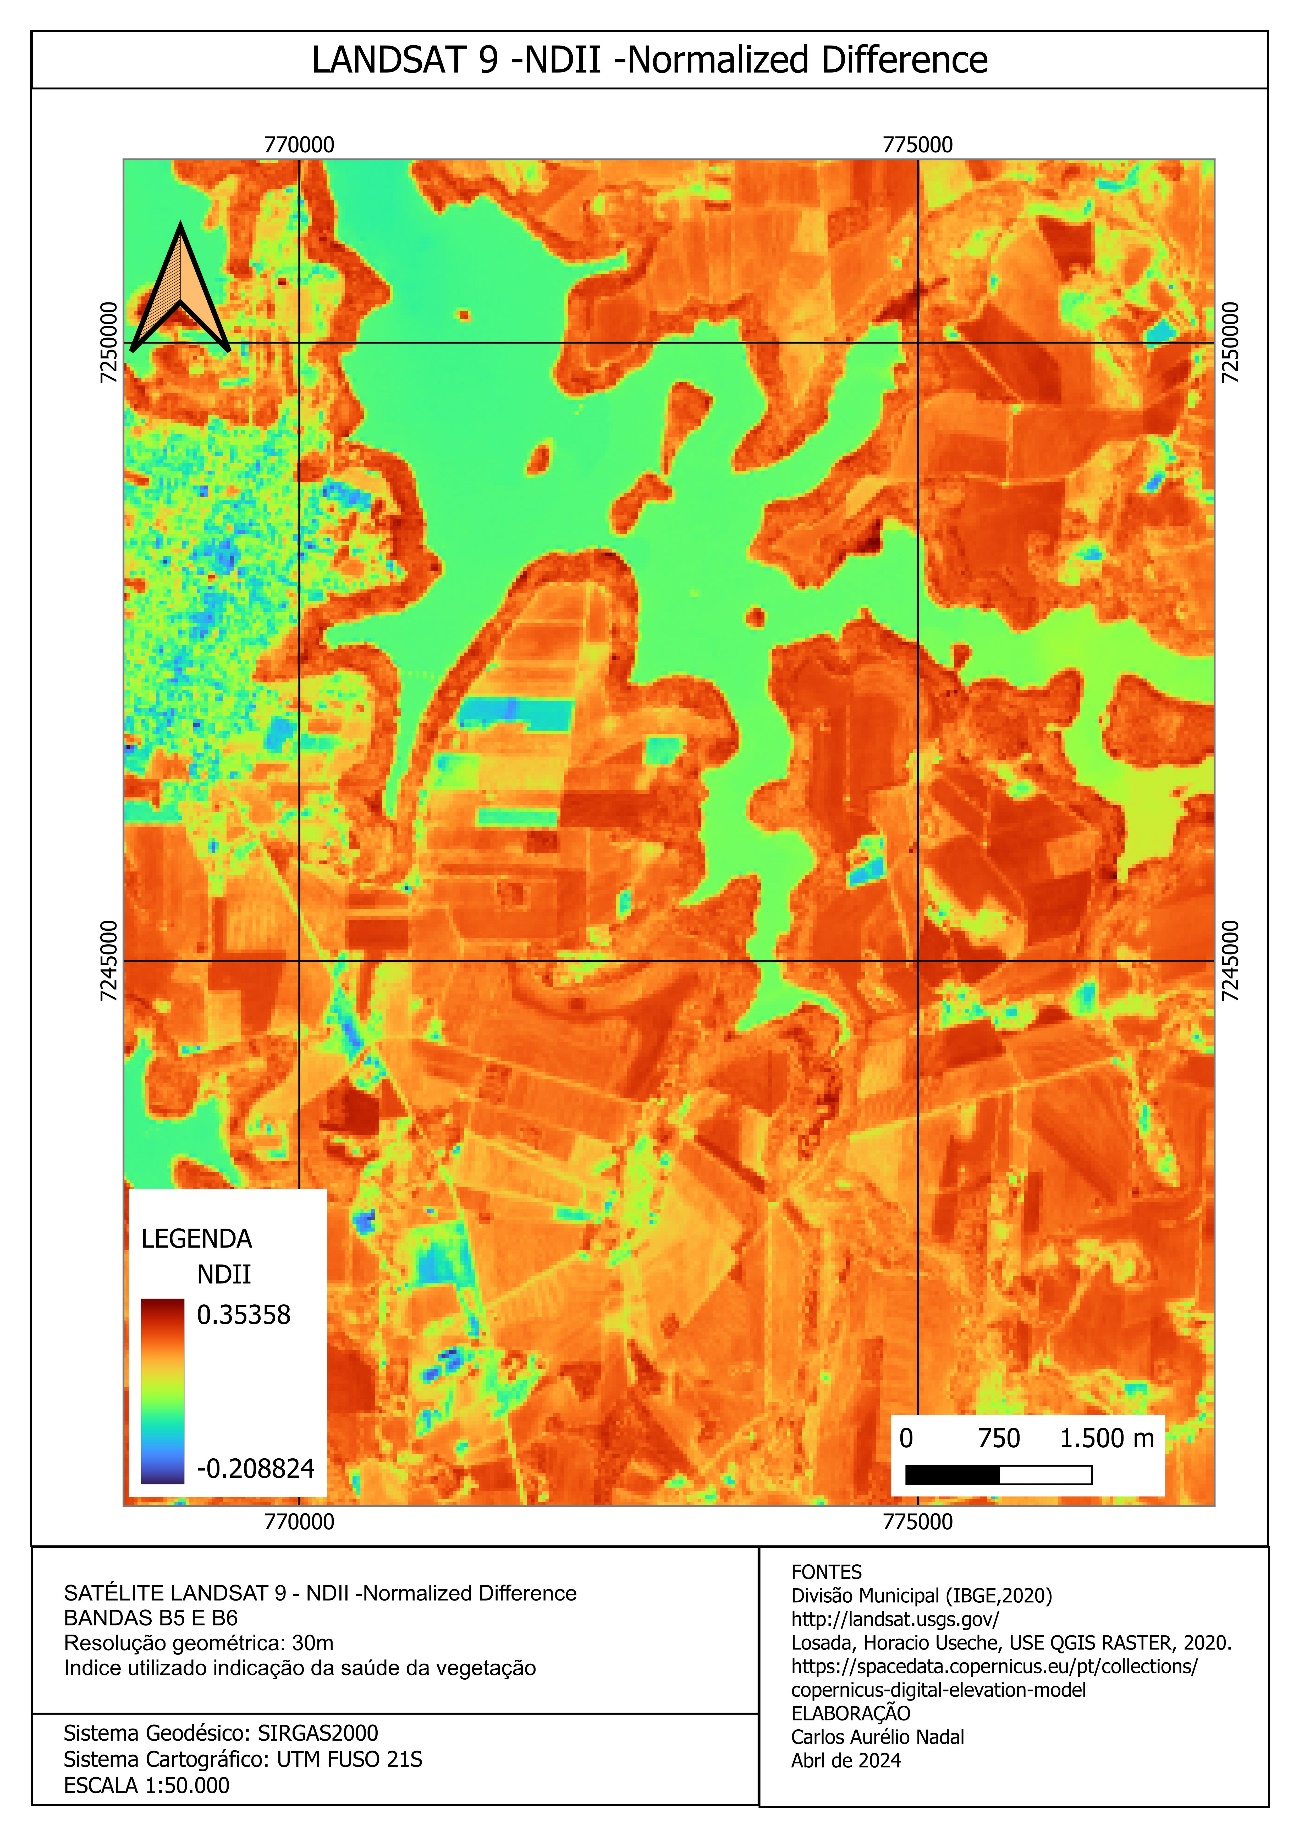 LANDSAT 9 -NDII -Normalized Difference
770000
775000
7250000
7250000
7245000
7245000
LEGENDA
NDII
0.35358
-0.208824
0 750 1.500 m
770000
775000
SATÉLITE LANDSAT 9 - NDII -Normalized Difference
BANDAS B5 E B6
Resolução geométrica: 30m
Indice utilizado indicação da saúde da vegetação
Sistema Geodésico: SIRGAS2000
Sistema Cartográfico: UTM FUSO 21S
ESCALA 1:50.000
FONTES
Divisão Municipal (IBGE,2020)
http://landsat.usgs.gov/
Losada, Horacio Useche, USE QGIS RASTER, 2020.
https://spacedata.copernicus.eu/pt/collections/
copernicus-digital-elevation-model
ELABORAÇÃO
Carlos Aurélio Nadal
Abrl de 2024